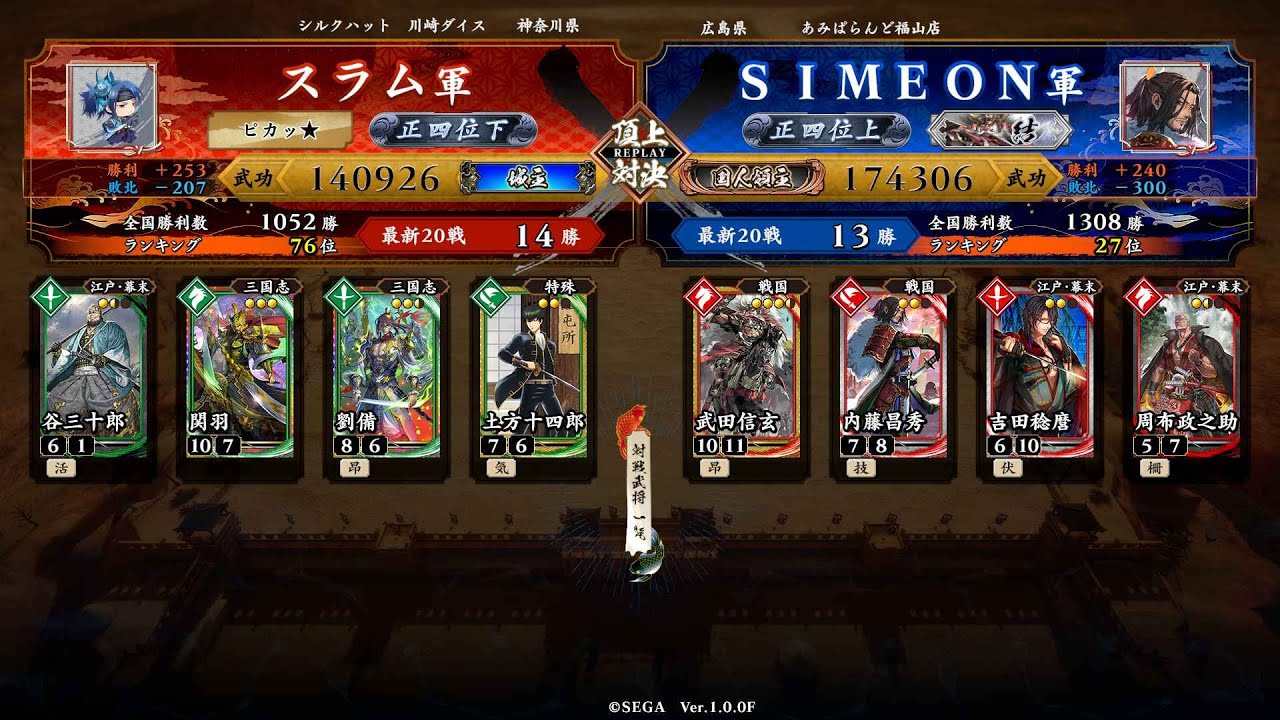 シルクハット 川崎ダイス 神奈川県
広島県 あみぱらんど福山店
スラム軍
ピカッ★ 正四位下
勝利 +253
敗北 -207
武功 140926 城主
全国勝利数 1052勝
ランキング 76位
最新20戦 14勝
頂上
REPLAY
対決
SIMEON軍
正四位上 結
国人領主 174306 武功
勝利 +240
敗北 -300
最新20戦 13勝
全国勝利数 1308勝
ランキング 27位
江戸・幕末
谷三十郎
6 1
活
三国志
関羽
10 7
三国志
劉備
8 6
昂
特殊
屯所
土方十四郎
7 6
気
対戦武将一覧
戦国
武田信玄
10 11
昂
戦国
内藤昌秀
7 8
技
江戸・幕末
吉田稔麿
6 10
伏
江戸・幕末
周布政之助
5 7
柵
©SEGA Ver.1.0.0F